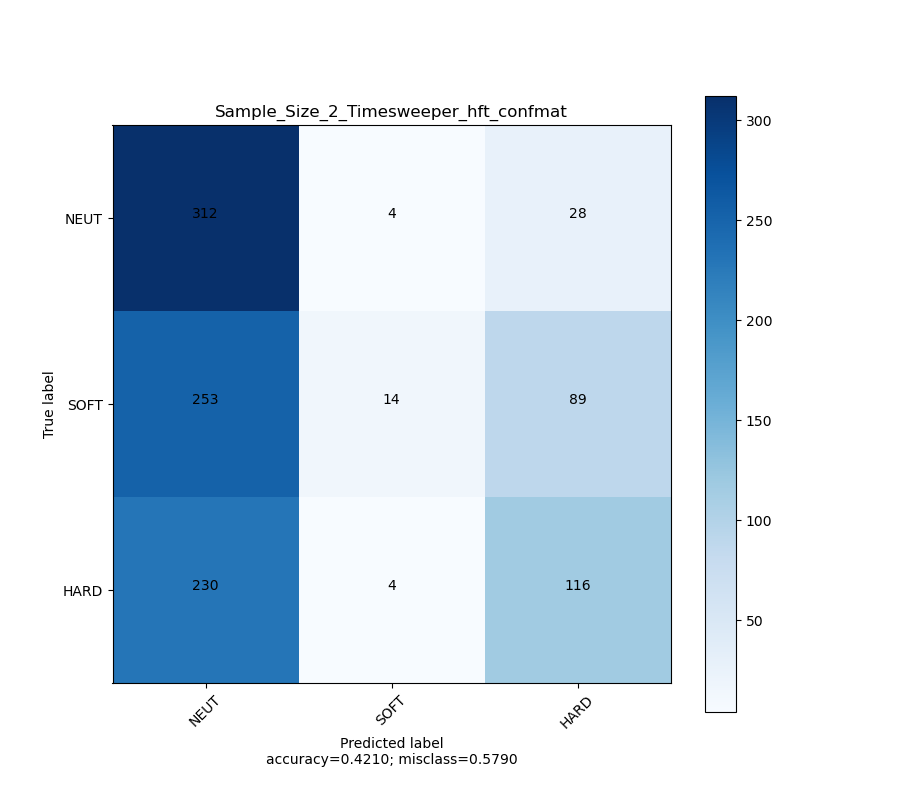 Sample_Size_2_Timesweeper_hft_confmat
NEUT 312 4 28
SOFT 253 14 89
HARD 230 4 116
NEUT SOFT HARD
True label
Predicted label
accuracy=0.4210; misclass=0.5790
300
250
200
150
100
50